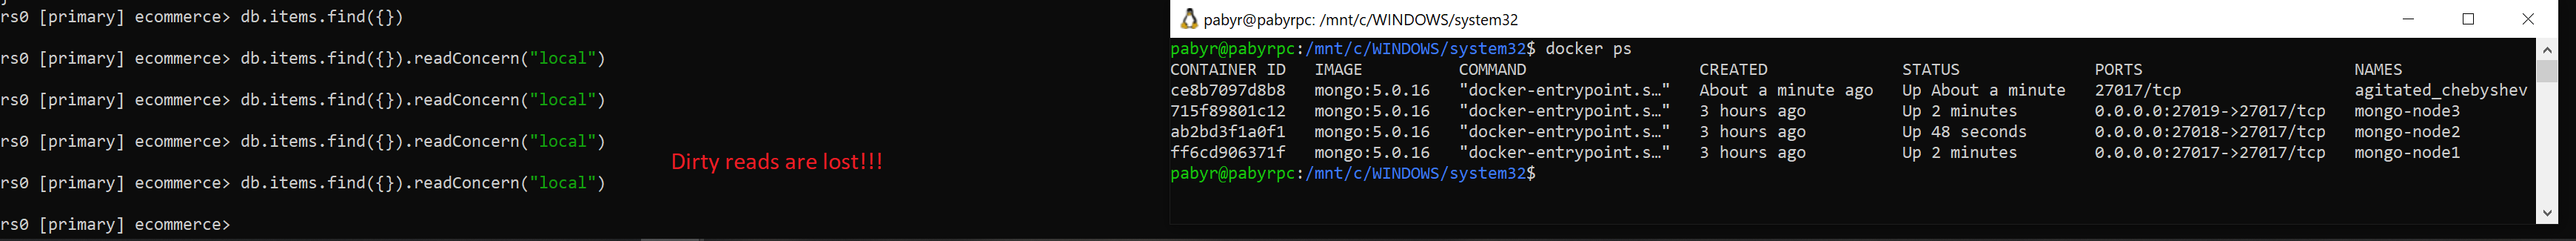 rs0 [primary] ecommerce> db.items.find({})
rs0 [primary] ecommerce> db.items.find({}).readConcern("local")
rs0 [primary] ecommerce> db.items.find({}).readConcern("local")
rs0 [primary] ecommerce> db.items.find({}).readConcern("local")
rs0 [primary] ecommerce> db.items.find({}).readConcern("local")
rs0 [primary] ecommerce>
Dirty reads are lost!!!
pabyr@pabyrpc: /mnt/c/WINDOWS/system32
pabyr@pabyrpc:/mnt/c/WINDOWS/system32$ docker ps
CONTAINER ID IMAGE COMMAND CREATED STATUS PORTS NAMES
ce8b7097d8b8 mongo:5.0.16 "docker-entrypoint.s…" About a minute ago Up About a minute 27017/tcp agitated_chebyshev
715f89801c12 mongo:5.0.16 "docker-entrypoint.s…" 3 hours ago Up 2 minutes 0.0.0.0:27019->27017/tcp mongo-node3
ab2bd3f1a0f1 mongo:5.0.16 "docker-entrypoint.s…" 3 hours ago Up 48 seconds 0.0.0.0:27018->27017/tcp mongo-node2
ff6cd906371f mongo:5.0.16 "docker-entrypoint.s…" 3 hours ago Up 2 minutes 0.0.0.0:27017->27017/tcp mongo-node1
pabyr@pabyrpc:/mnt/c/WINDOWS/system32$